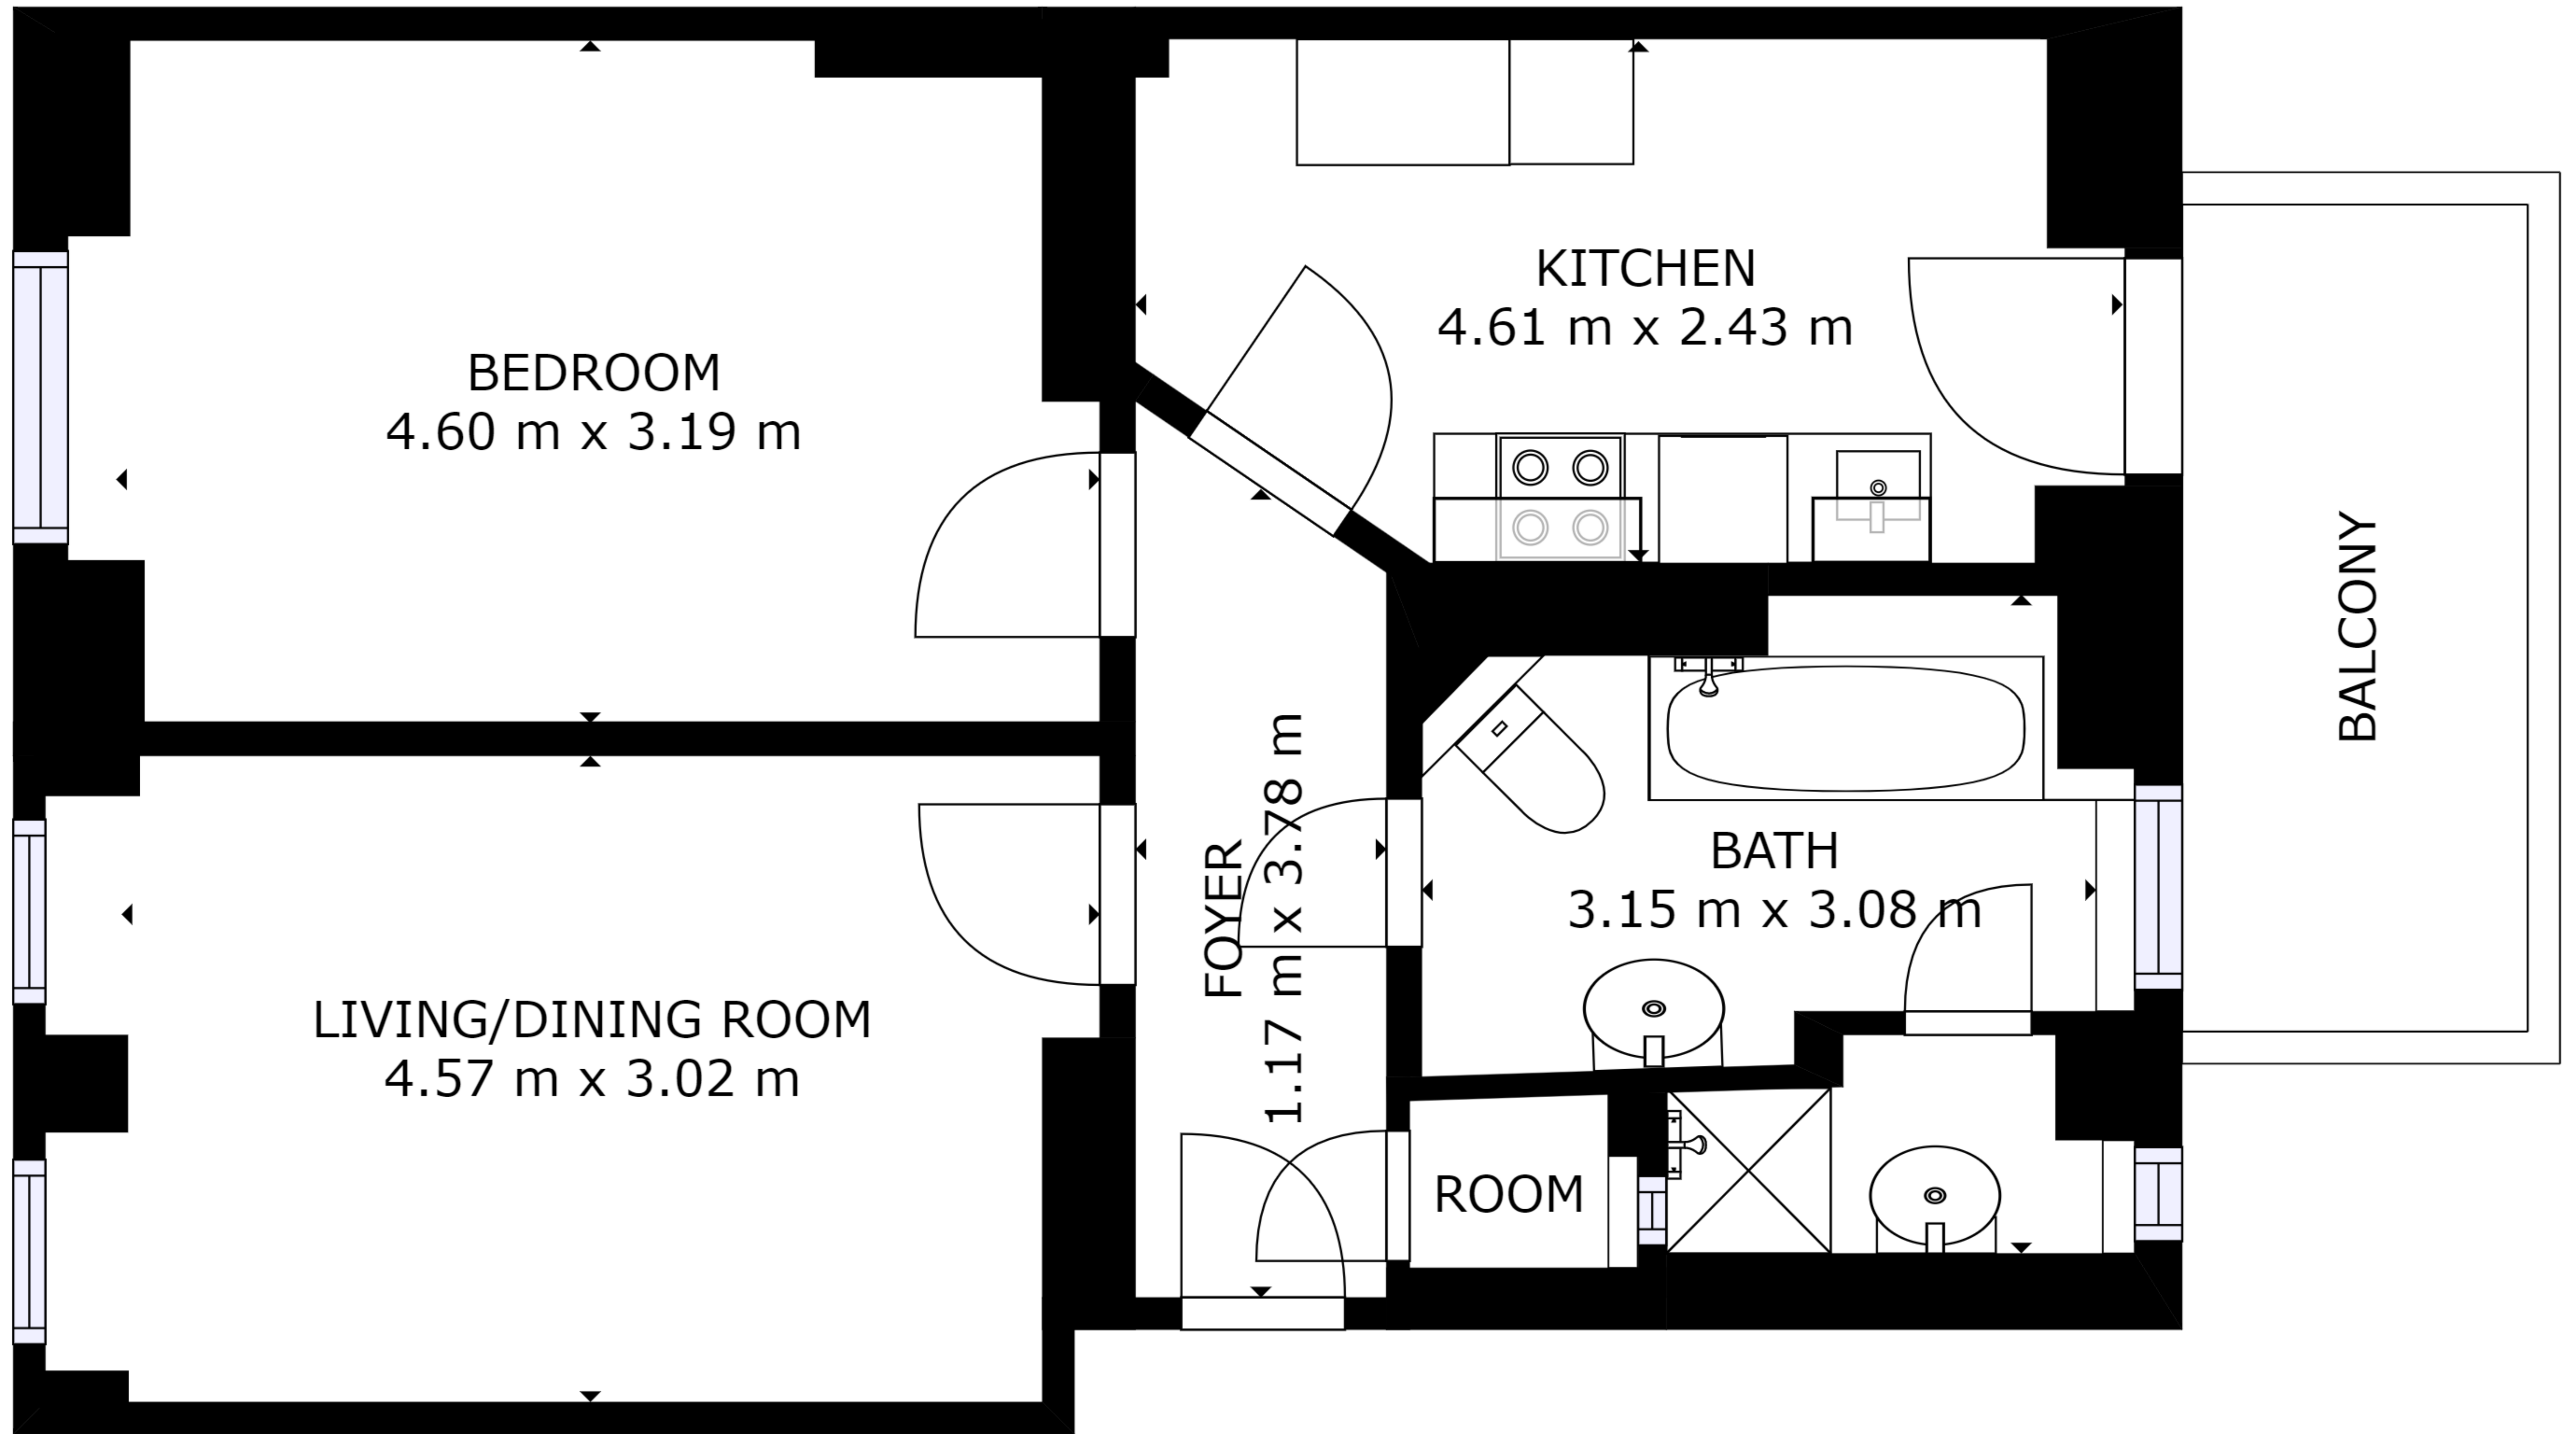 KITCHEN
4.61 m x 2.43 m
BEDROOM
4.60 m x 3.19 m
BALCONY
FOYER
1.17 m x 3.78 m
BATH
3.15 m x 3.08 m
LIVING/DINING ROOM
4.57 m x 3.02 m
ROOM